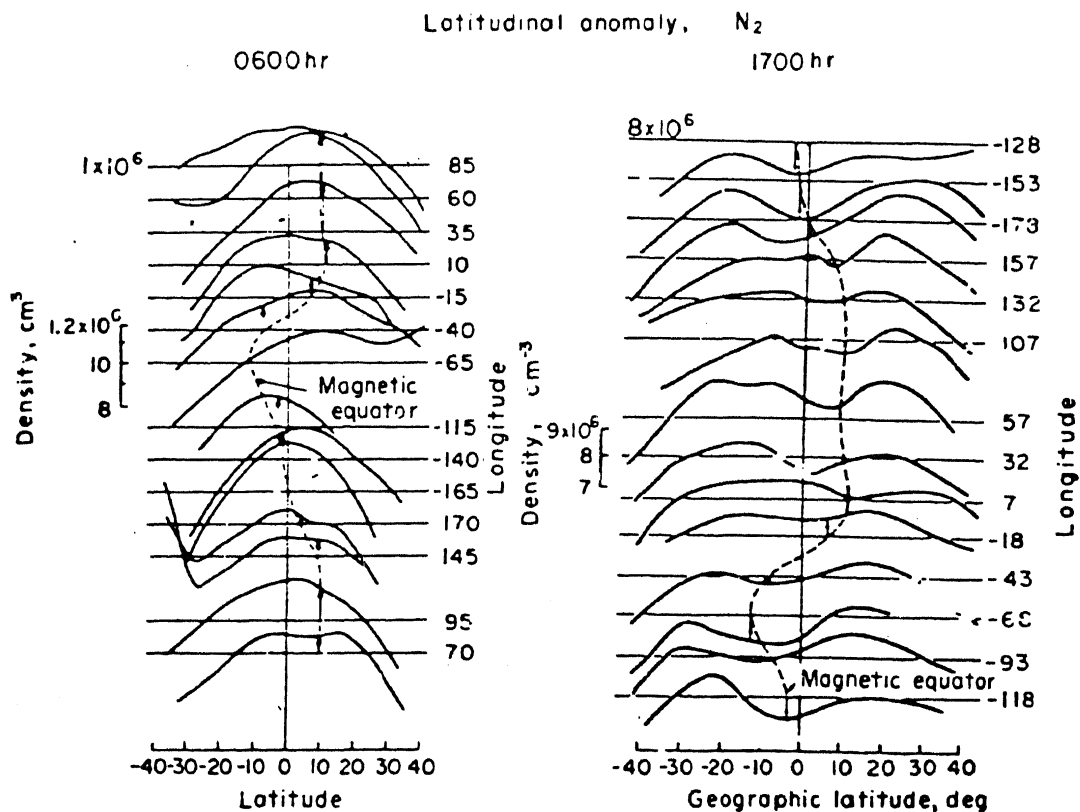 Latitudinal anomaly, N2
0600 hr
1700 hr
1x10^6
85
60
35
10
-15
-40
-65
-115
-140
-165
170
145
95
70
1.2x10^6
10
8
Density, cm^3
Magnetic equator
Longitude
-40 -30 -20 -10 0 10 20 30 40
Latitude
8x10^6
-128
-153
-173
157
132
107
57
32
7
-18
-43
-93
-118
9x10^6
8
7
Density, cm^-3
Magnetic equator
Longitude
-40 -30 -20 -10 0 10 20 30 40
Geographic latitude, deg